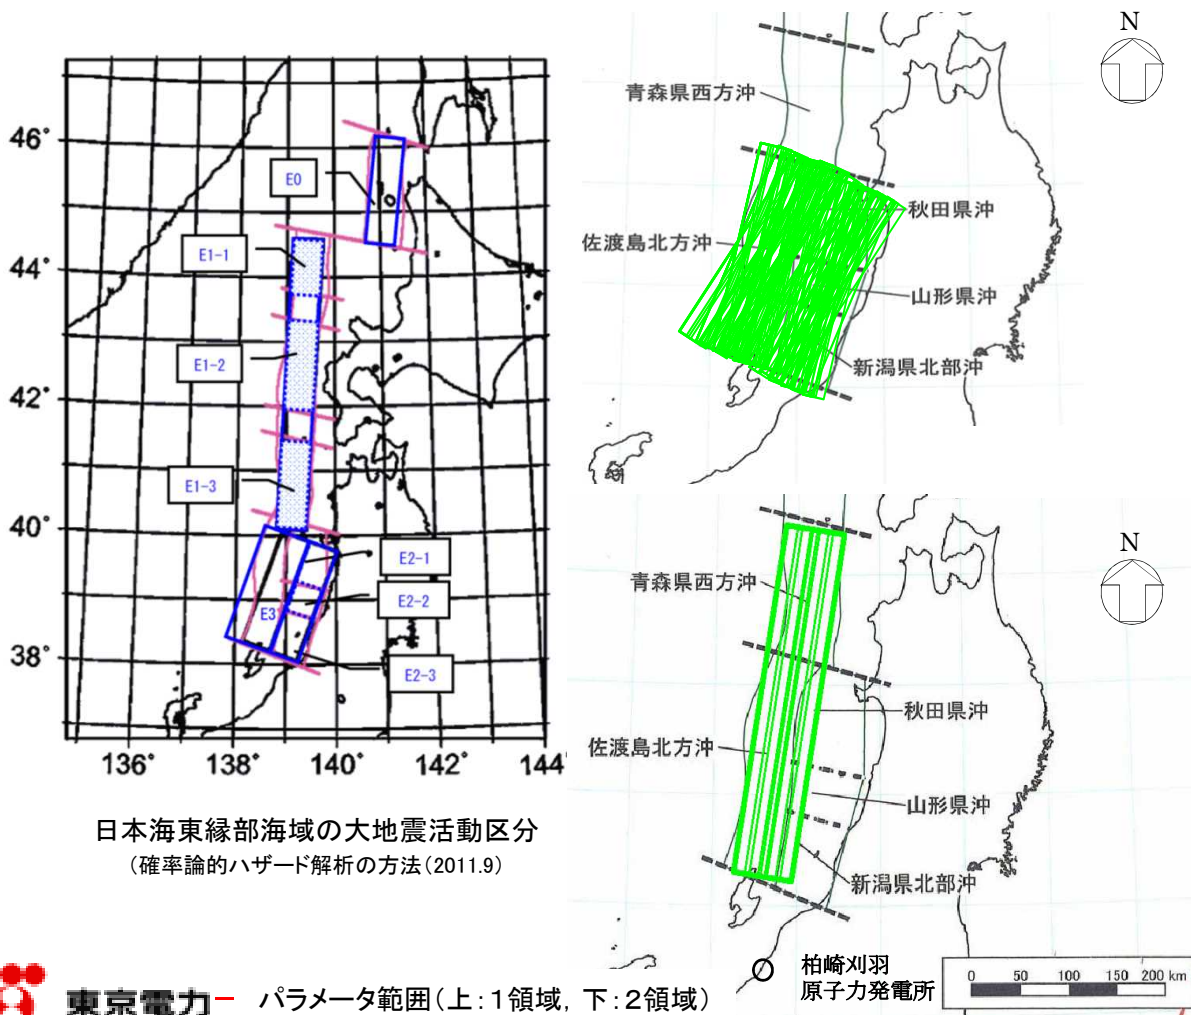 46°
44°
42°
40°
38°
136°
138°
140°
142°
144
E0
E1-1
E1-2
E1-3
E2-1
E2-2
E2-3
E3
日本海東縁部海域の大地震活動区分
(確率論的ハザード解析の方法(2011.9)
N
青森県西方沖
秋田県沖
佐渡島北方沖
山形県沖
新潟県北部沖
N
青森県西方沖
秋田県沖
佐渡島北方沖
山形県沖
新潟県北部沖
柏崎刈羽
原子力発電所
0 50 100 150 200 km
東京電力
パラメータ範囲(上:1領域, 下:2領域)